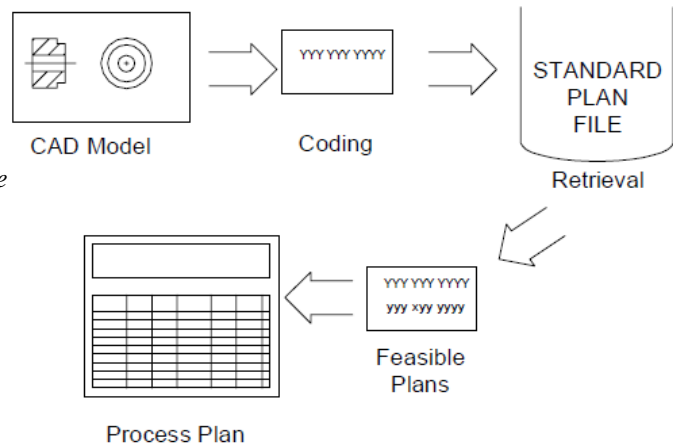 YYY YYY YYYY
STANDARD
PLAN
FILE
CAD Model
Coding
Retrieval
e
YYY YYY YYYY
yyy xyy yyyy
Feasible
Plans
Process Plan